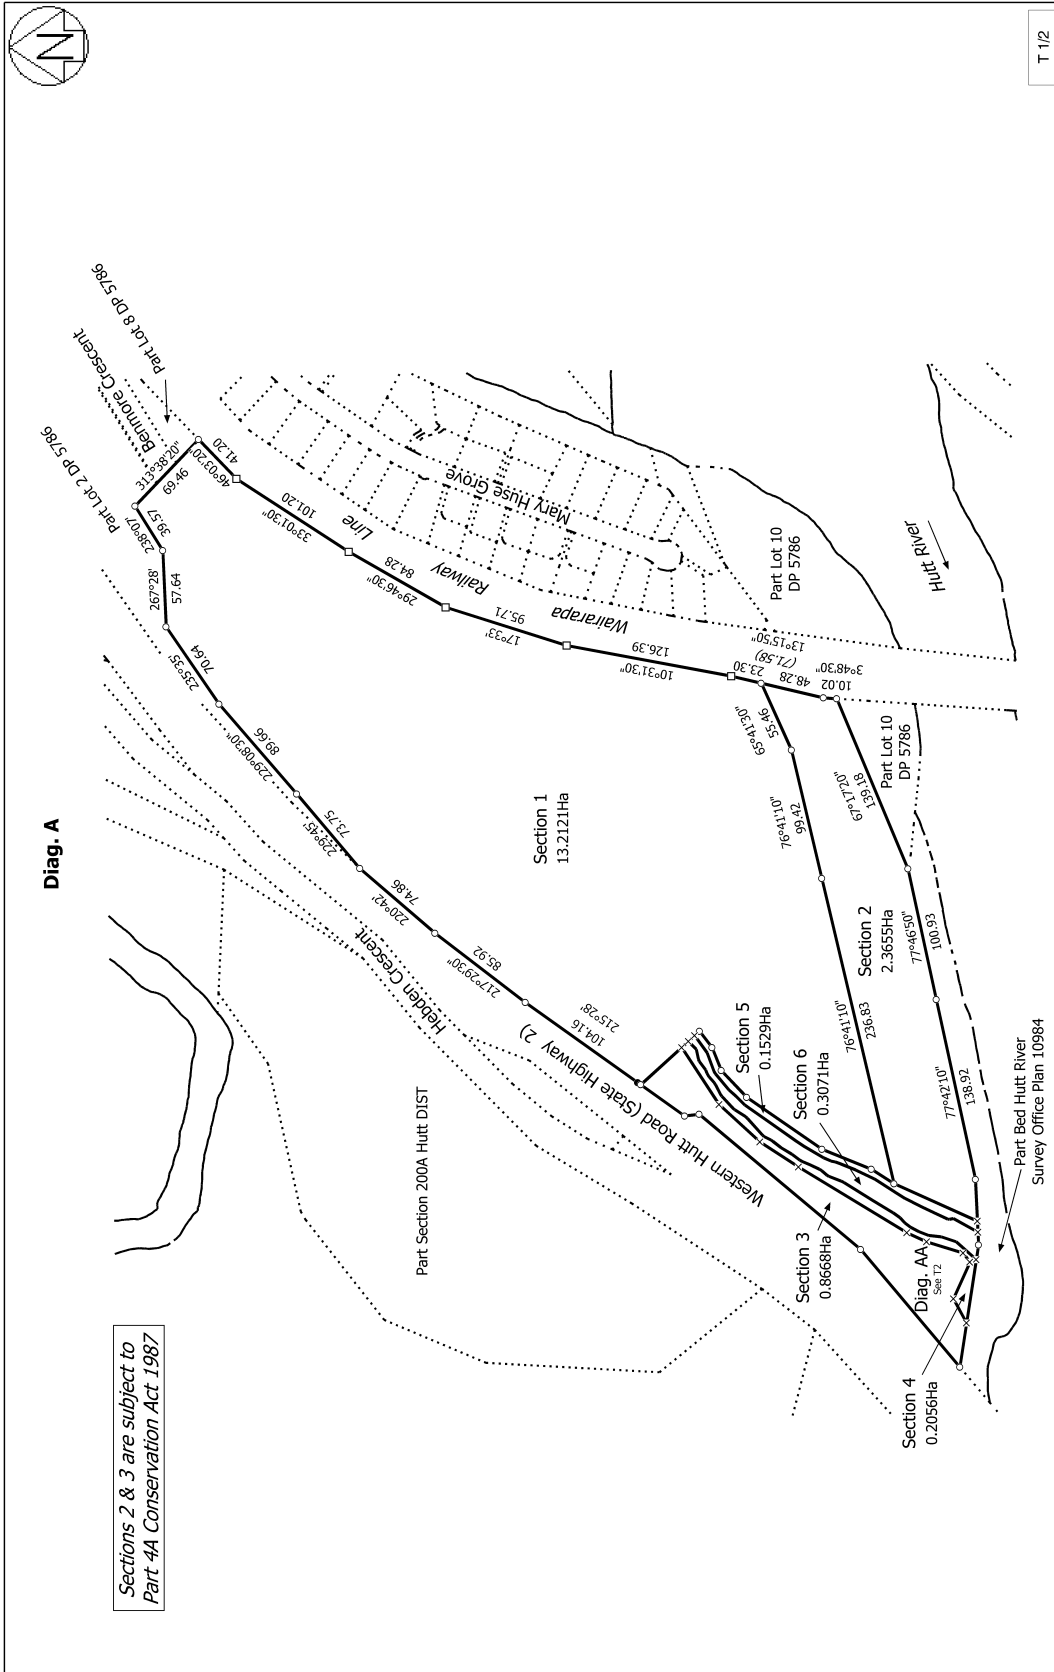 N
T 1/2
Diag. A
Sections 2 & 3 are subject to
Part 4A Conservation Act 1987
Part Lot 8 DP 5786
Benmore Crescent
Part Lot 2 DP 5786
313°38'20"
69.46
238°07'
39.57
267°28'
57.64
235°35'
70.64
229°08'30"
89.66
229°45'
73.75
220°42'
74.86
217°29'30"
85.92
215°28'
104.16
46°03'20"
41.20
33°01'30"
101.20
29°46'30"
84.28
17°33'
95.71
10°31'30"
126.39
23.30
48.28
10.02
(71.58)
13°15'50"
3°48'30"
Wairarapa
Railway
Line
Mary Huse Grove
Part Lot 10
DP 5786
Hutt River
Part Lot 10
DP 5786
Section 1
13.2121Ha
65°41'30"
55.46
76°41'10"
99.42
76°41'10"
236.83
67°17'20"
139.18
77°46'50"
100.93
77°42'10"
138.92
Section 2
2.3655Ha
Section 5
0.1529Ha
Section 6
0.3071Ha
Section 3
0.8668Ha
Diag. AA
See T2
Section 4
0.2056Ha
Part Bed Hutt River
Survey Office Plan 10984
Hebden Crescent
Western Hutt Road (State Highway 2)
Part Section 200A Hutt DIST